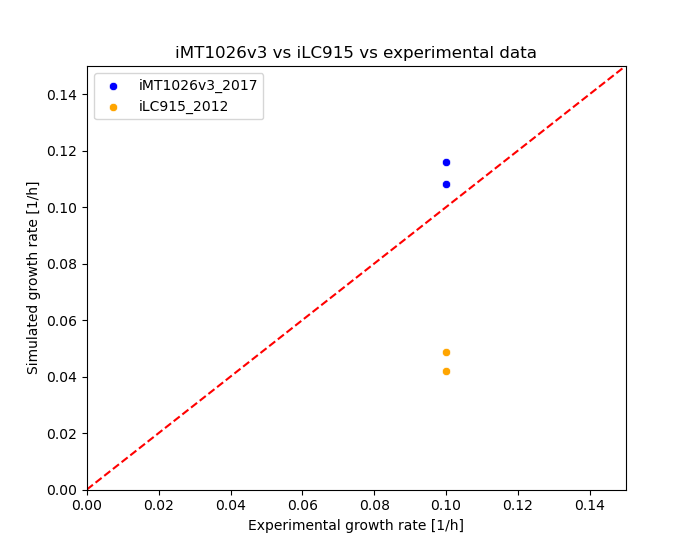 iMT1026v3 vs iLC915 vs experimental data
iMT1026v3_2017
iLC915_2012
Simulated growth rate [1/h]
0.14
0.12
0.10
0.08
0.06
0.04
0.02
0.00
0.00 0.02 0.04 0.06 0.08 0.10 0.12 0.14
Experimental growth rate [1/h]